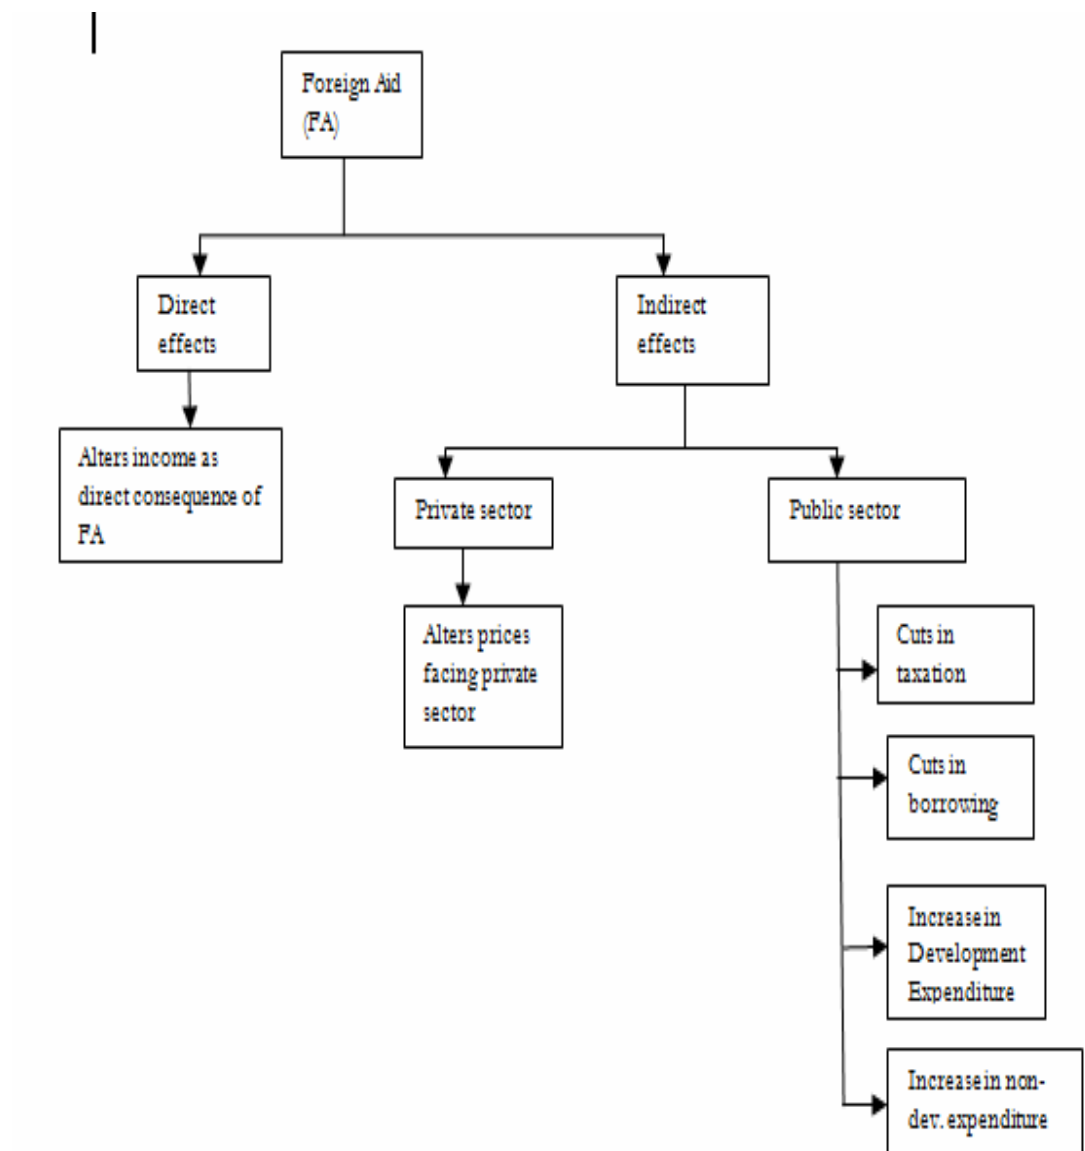 Foreign Aid
(FA)
Direct
effects
Indirect
effects
Alters income as
direct consequence of
FA
Private sector
Public sector
Alters prices
facing private
sector
Cuts in
taxation
Cuts in
borrowing
Increase in
Development
Expenditure
Increase in non-
dev. expenditure